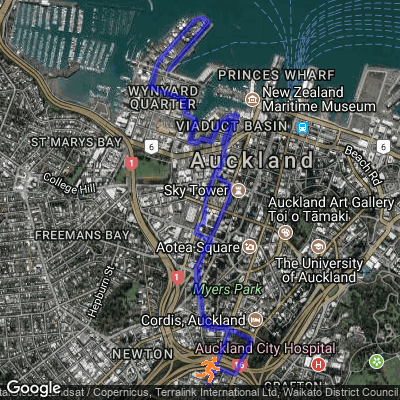 PRINCES WHARF
New Zealand
Maritime Museum
WYNYARD
QUARTER
VIADUCT BASIN
ST MARYS BAY
6
6
Auckland
Beach Rd
1
College Hill
Sky Tower
Auckland Art Gallery
Toi o Tāmaki
FREEMANS BAY
Aotea Square
The University
of Auckland
Hepburn St
1
Myers Park
Cordis, Auckland
NEWTON
Auckland City Hospital
H
GRAFTON
Google
dsat / Copernicus, Terralink International Ltd, Waikato District Council